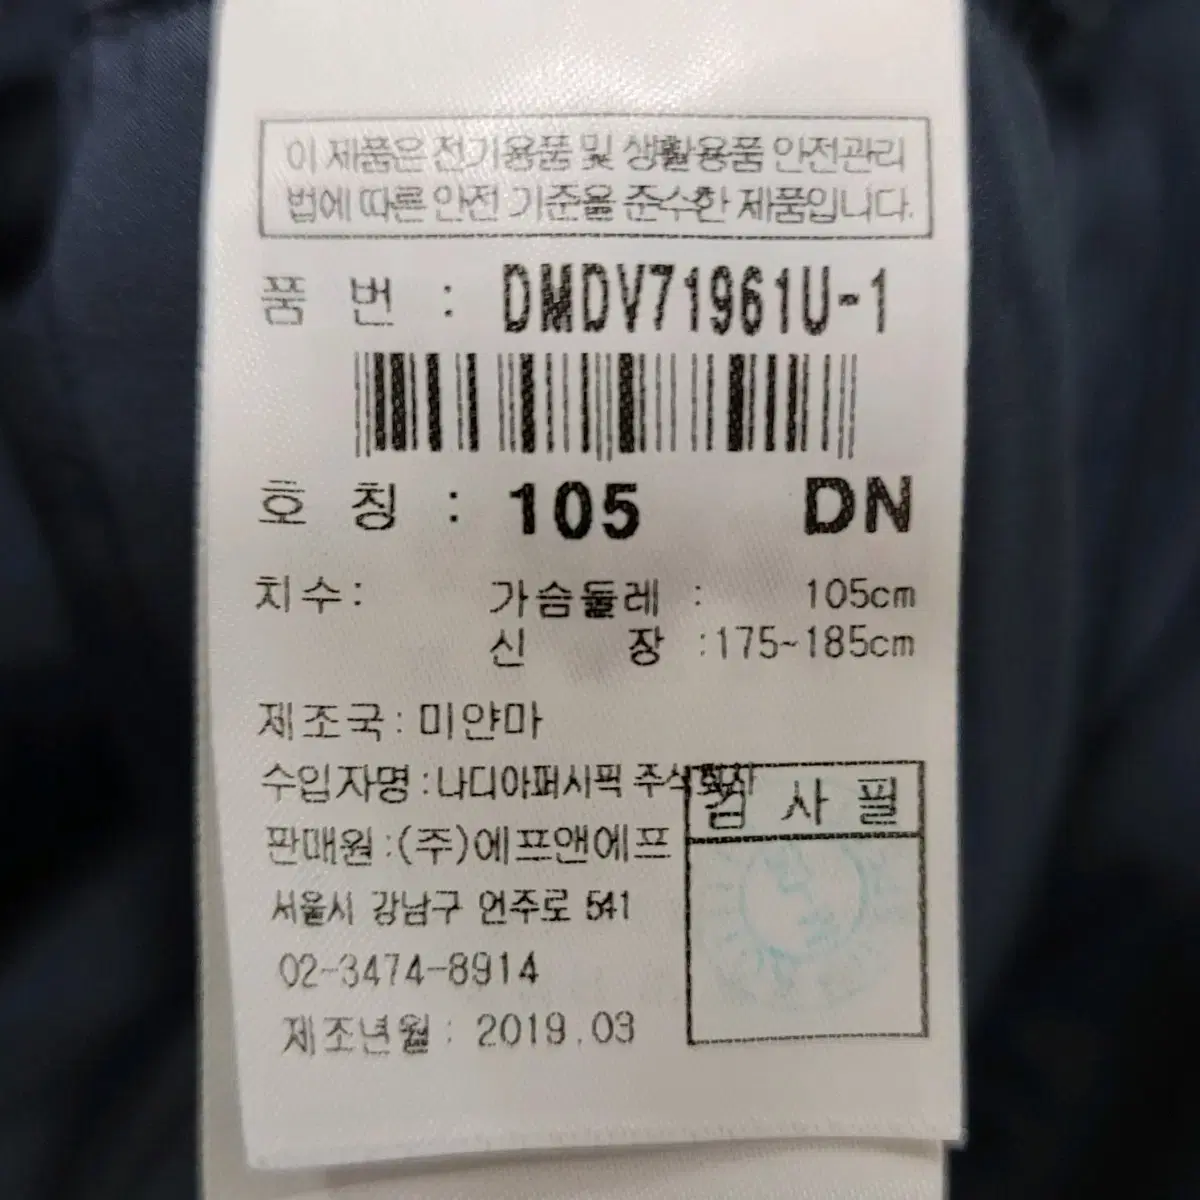 이 제품은 전기용품 및 생활용품 안전관리
법에 따른 안전 기준을 준수한 제품입니다.
품 번 : DMDV71961U-1
호 칭 : 105 DN
치수: 가슴둘레 : 105cm
신 장 :175~185cm
제조국: 미얀마
수입자명 : 나디아퍼시픽 주식회사
검 사 필
판매원 :(주)에프앤에프
서울시 강남구 언주로 541
02-3474-8914
제조년월 : 2019.03